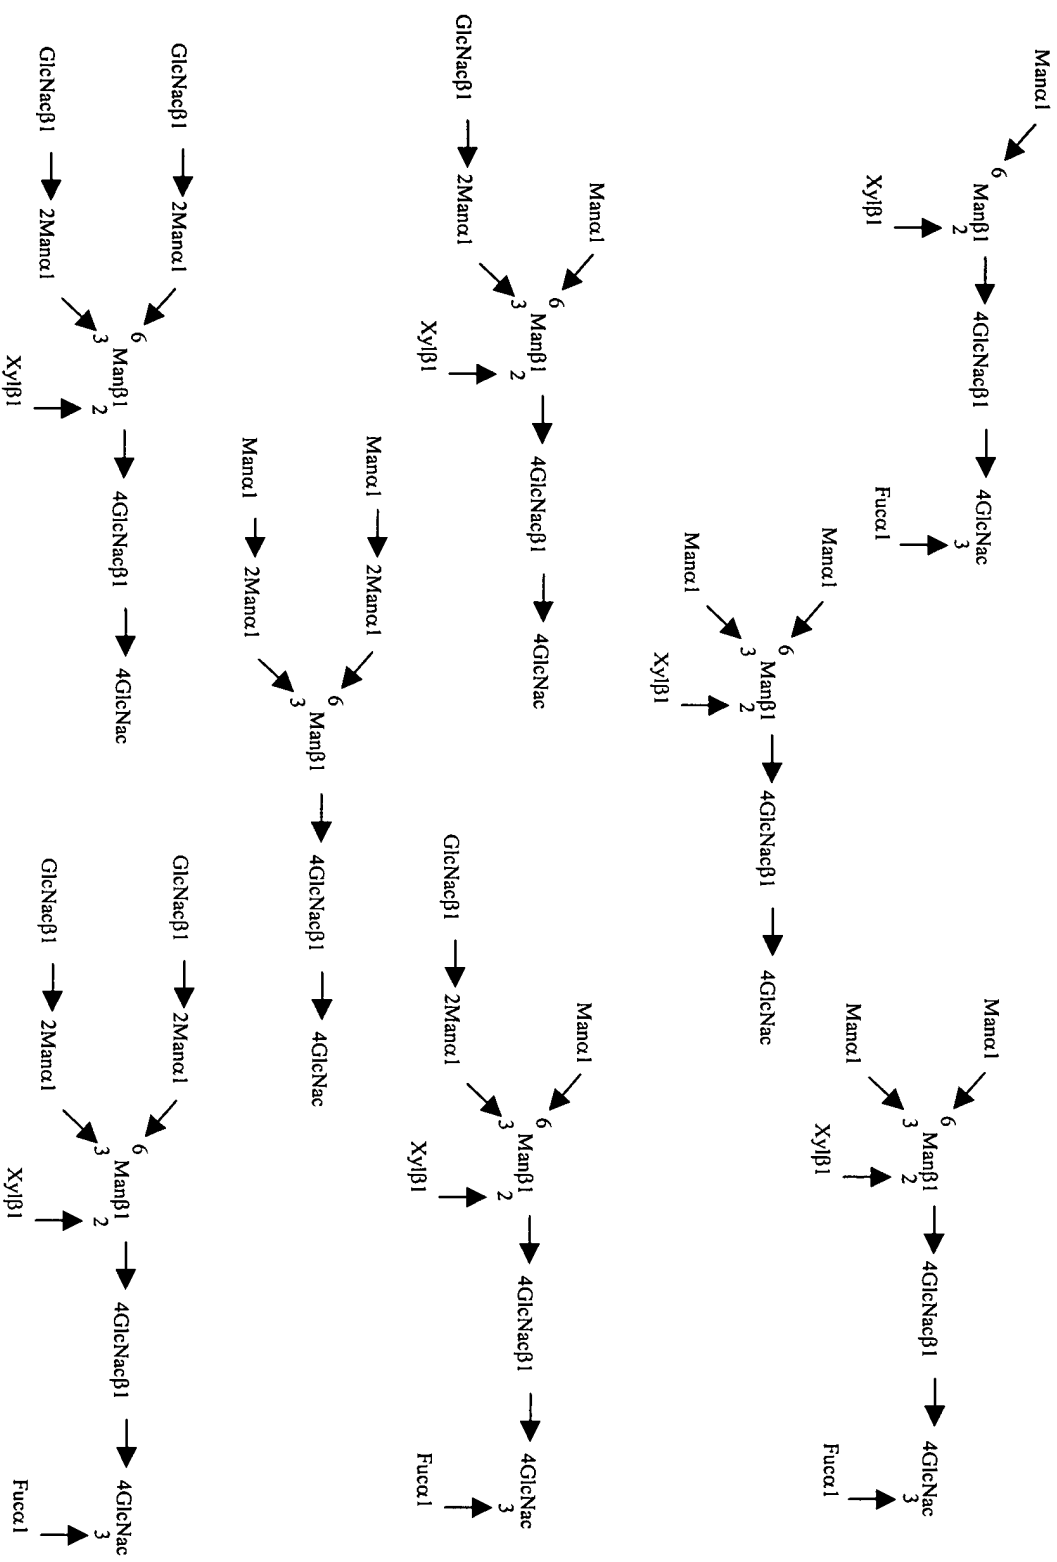 Manα1
6
Manβ1 → 4GlcNacβ1 → 4GlcNac
2 3
Xylβ1 Fucα1
Manα1
6
Manβ1 → 4GlcNacβ1 → 4GlcNac
3 2 3
Manα1 Xylβ1 Fucα1
Manα1
6
Manβ1 → 4GlcNacβ1 → 4GlcNac
3 2
Manα1 Xylβ1
Manα1
6
Manβ1 → 4GlcNacβ1 → 4GlcNac
3 2
GlcNacβ1 → 2Manα1 Xylβ1
Manα1
6
Manβ1 → 4GlcNacβ1 → 4GlcNac
3 2 3
GlcNacβ1 → 2Manα1 Xylβ1 Fucα1
Manα1 → 2Manα1
6
Manβ1 → 4GlcNacβ1 → 4GlcNac
3
Manα1 → 2Manα1
GlcNacβ1 → 2Manα1
6
Manβ1 → 4GlcNacβ1 → 4GlcNac
3 2
GlcNacβ1 → 2Manα1 Xylβ1
GlcNacβ1 → 2Manα1
6
Manβ1 → 4GlcNacβ1 → 4GlcNac
3 2 3
GlcNacβ1 → 2Manα1 Xylβ1 Fucα1